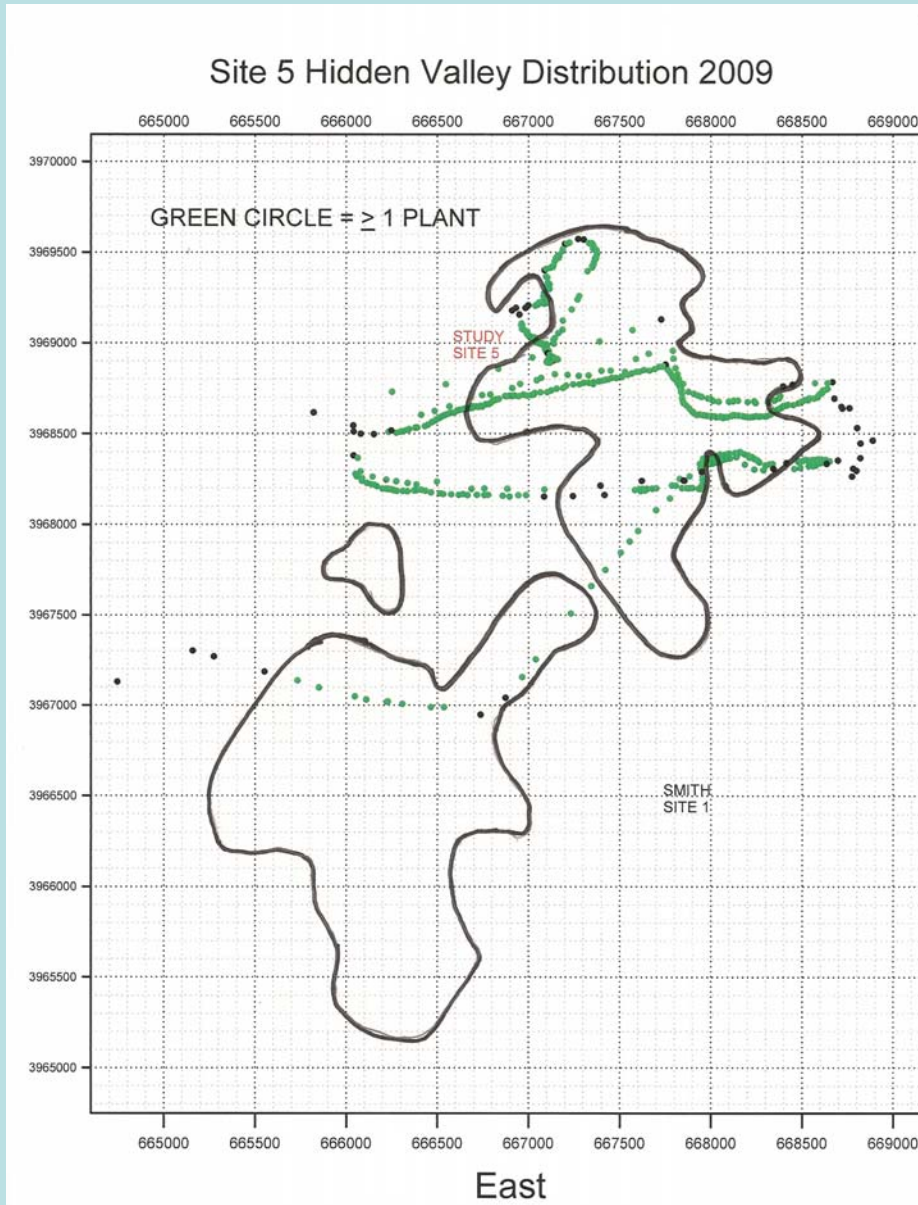 Site 5 Hidden Valley Distribution 2009
665000 665500 666000 666500 667000 667500 668000 668500 669000
3970000
GREEN CIRCLE = ≥ 1 PLANT
3969500
3969000
STUDY
SITE 5
3968500
3968000
3967500
3967000
3966500
SMITH
SITE 1
3966000
3965500
3965000
665000 665500 666000 666500 667000 667500 668000 668500 669000
East